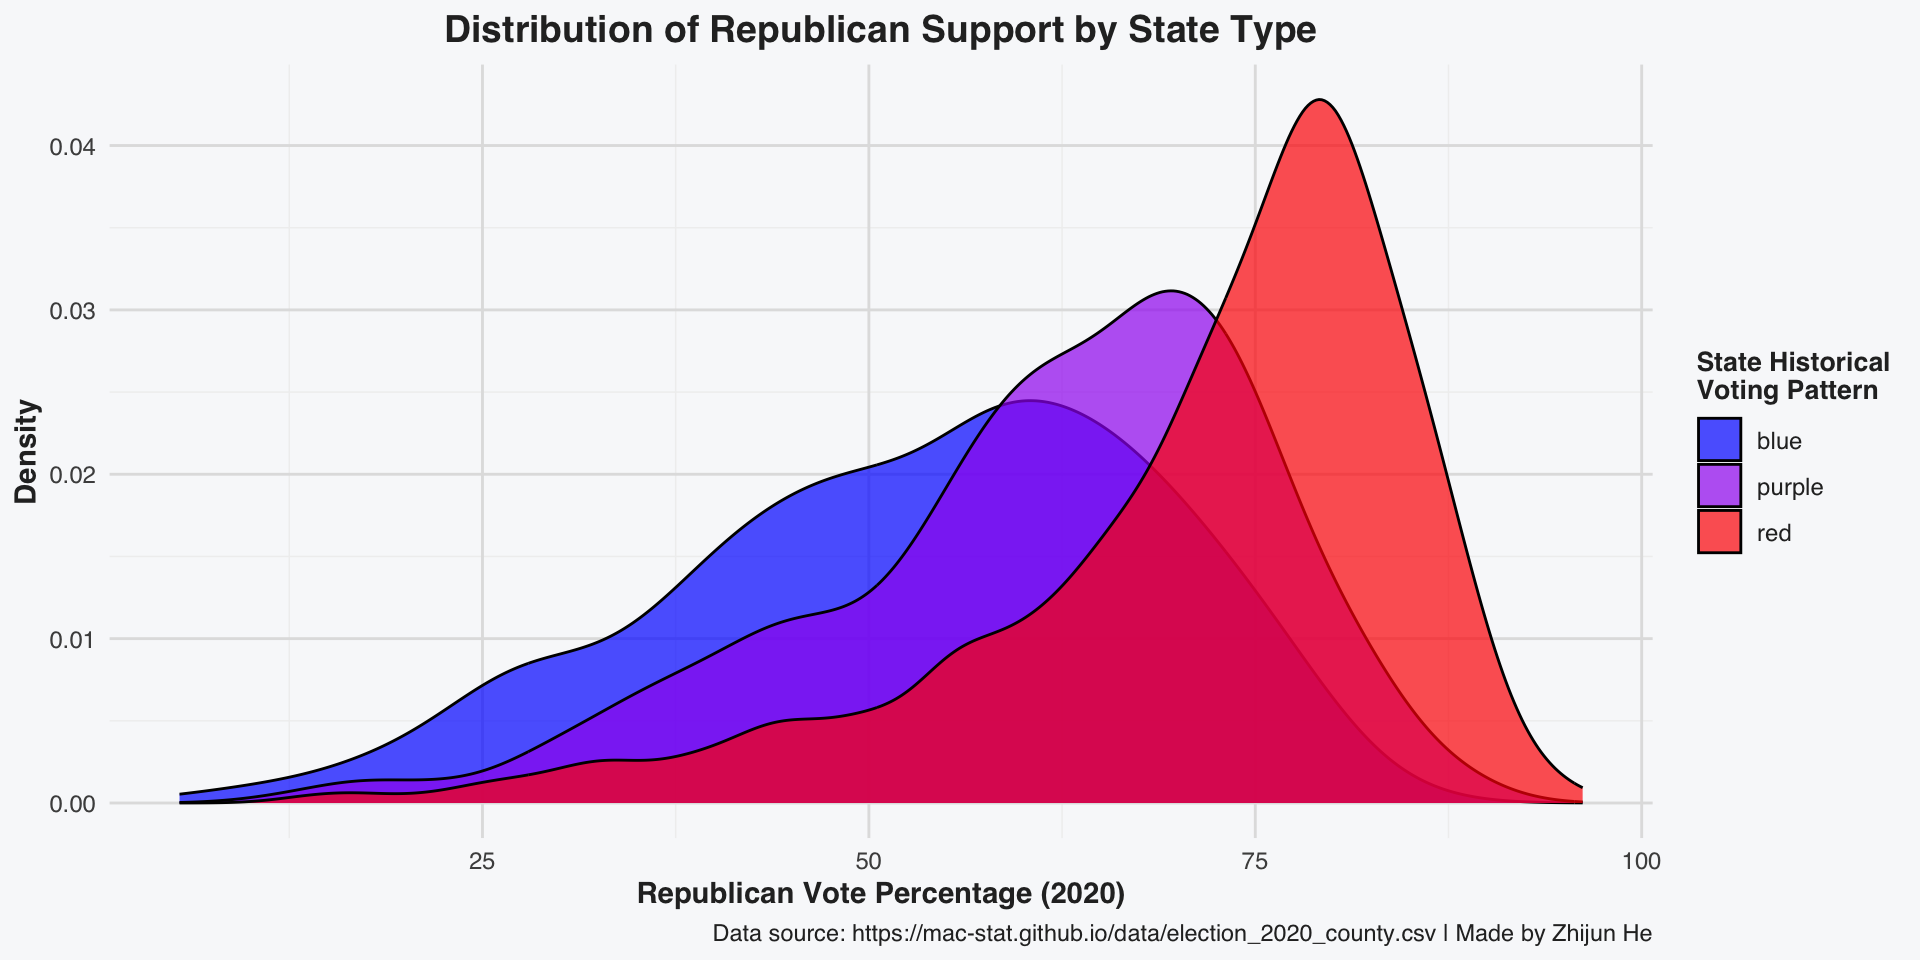 Distribution of Republican Support by State Type
Density
0.04
0.03
0.02
0.01
0.00
25 50 75 100
Republican Vote Percentage (2020)
State Historical
Voting Pattern
blue
purple
red
Data source: https://mac-stat.github.io/data/election_2020_county.csv | Made by Zhijun He